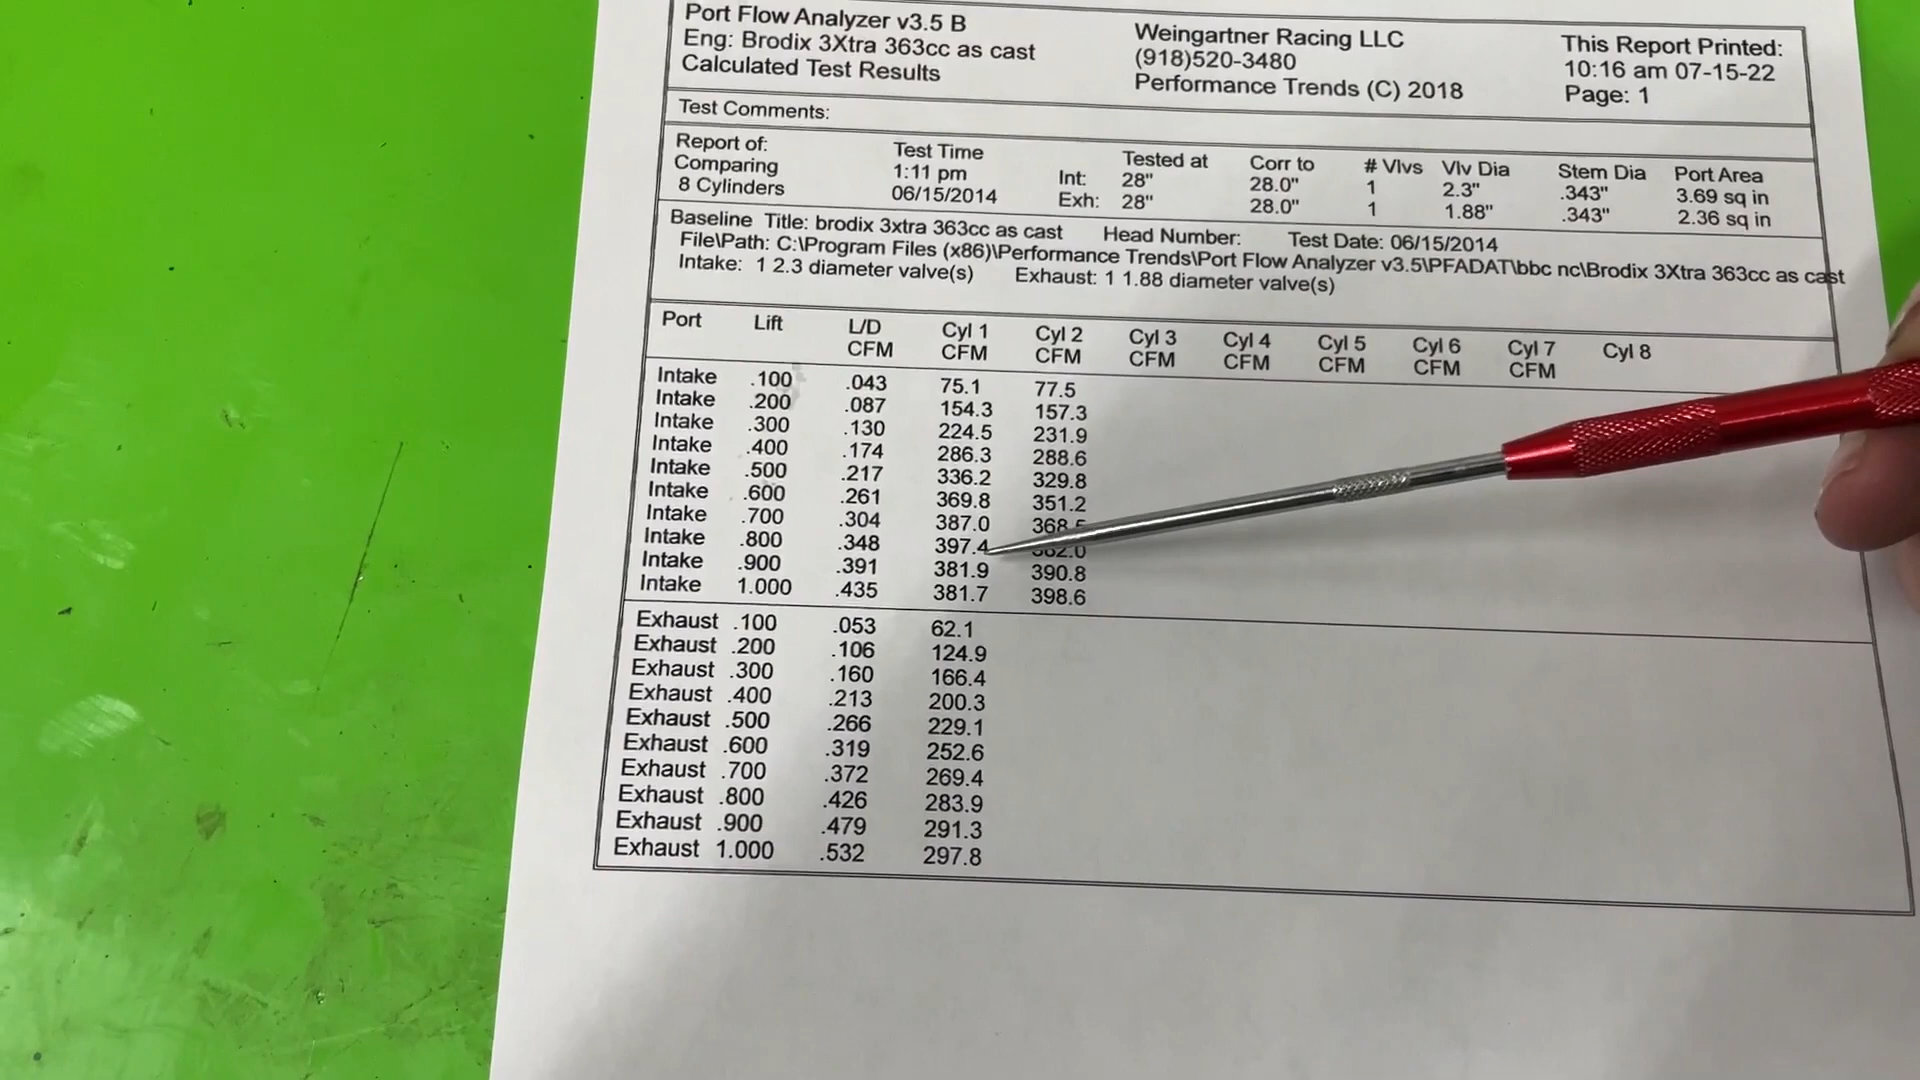 Port Flow Analyzer v3.5 B
Eng: Brodix 3Xtra 363cc as cast
Calculated Test Results
Weingartner Racing LLC
(918)520-3480
Performance Trends (C) 2018
This Report Printed:
10:16 am 07-15-22
Page: 1
Test Comments:
Report of:
Comparing
8 Cylinders
Test Time
1:11 pm
06/15/2014
Tested at Corr to # Vlvs Vlv Dia Stem Dia Port Area
Int: 28" 28.0" 1 2.3" .343" 3.69 sq in
Exh: 28" 28.0" 1 1.88" .343" 2.36 sq in
Baseline Title: brodix 3xtra 363cc as cast Head Number: Test Date: 06/15/2014
File\Path: C:\Program Files (x86)\Performance Trends\Port Flow Analyzer v3.5\PFADAT\bbc nc\Brodix 3Xtra 363cc as cast
Intake: 1 2.3 diameter valve(s) Exhaust: 1 1.88 diameter valve(s)
Port Lift L/D Cyl 1 Cyl 2 Cyl 3 Cyl 4 Cyl 5 Cyl 6 Cyl 7 Cyl 8
CFM CFM CFM CFM CFM CFM CFM CFM
Intake .100 .043 75.1 77.5
Intake .200 .087 154.3 157.3
Intake .300 .130 224.5 231.9
Intake .400 .174 286.3 288.6
Intake .500 .217 336.2 329.8
Intake .600 .261 369.8 351.2
Intake .700 .304 387.0 368.5
Intake .800 .348 397.4
Intake .900 .391 381.9 390.8
Intake 1.000 .435 381.7 398.6
Exhaust .100 .053 62.1
Exhaust .200 .106 124.9
Exhaust .300 .160 166.4
Exhaust .400 .213 200.3
Exhaust .500 .266 229.1
Exhaust .600 .319 252.6
Exhaust .700 .372 269.4
Exhaust .800 .426 283.9
Exhaust .900 .479 291.3
Exhaust 1.000 .532 297.8